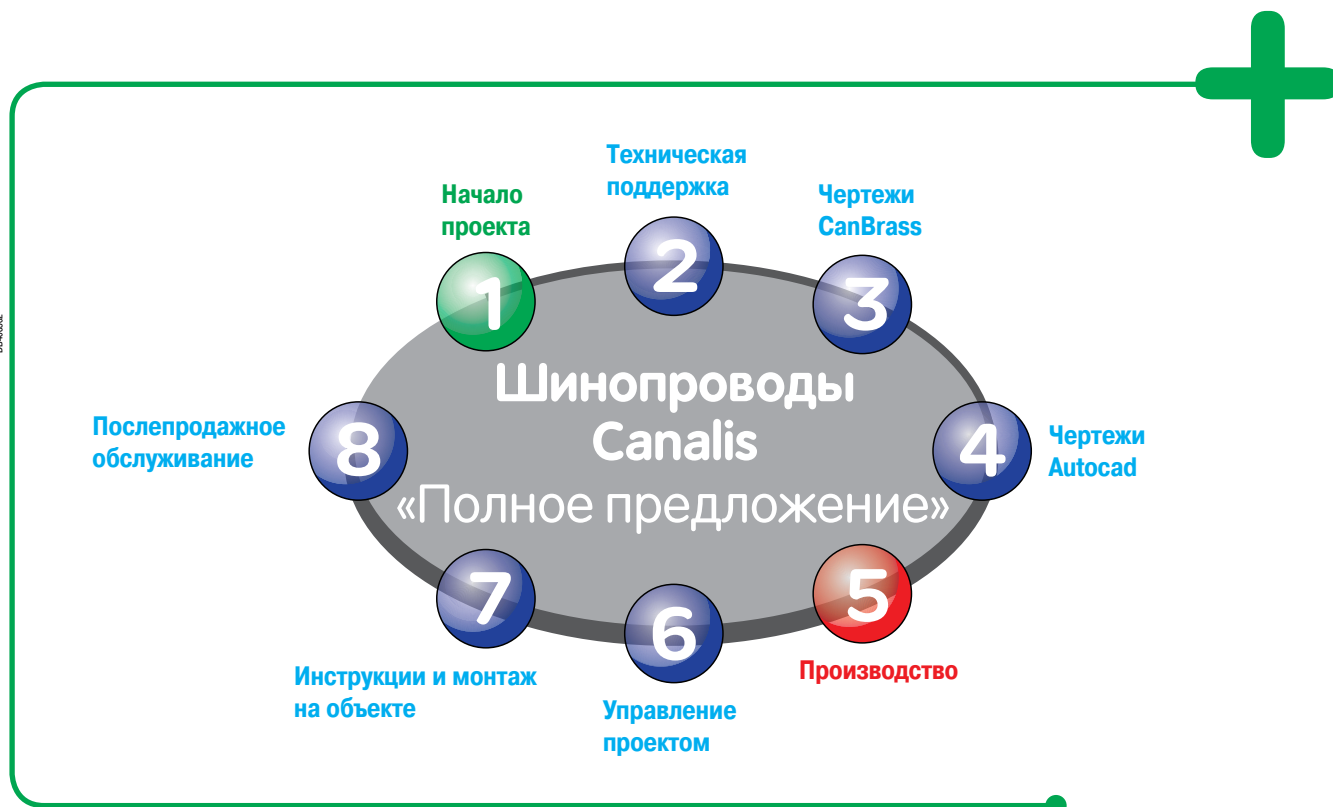 Техническая
поддержка
Начало
проекта
Чертежи
CanBrass
1
2
3
Шинопроводы
Canalis
«Полное предложение»
Послепродажное
обслуживание
8
4
Чертежи
Autocad
7
6
5
Производство
Инструкции и монтаж
на объекте
Управление
проектом